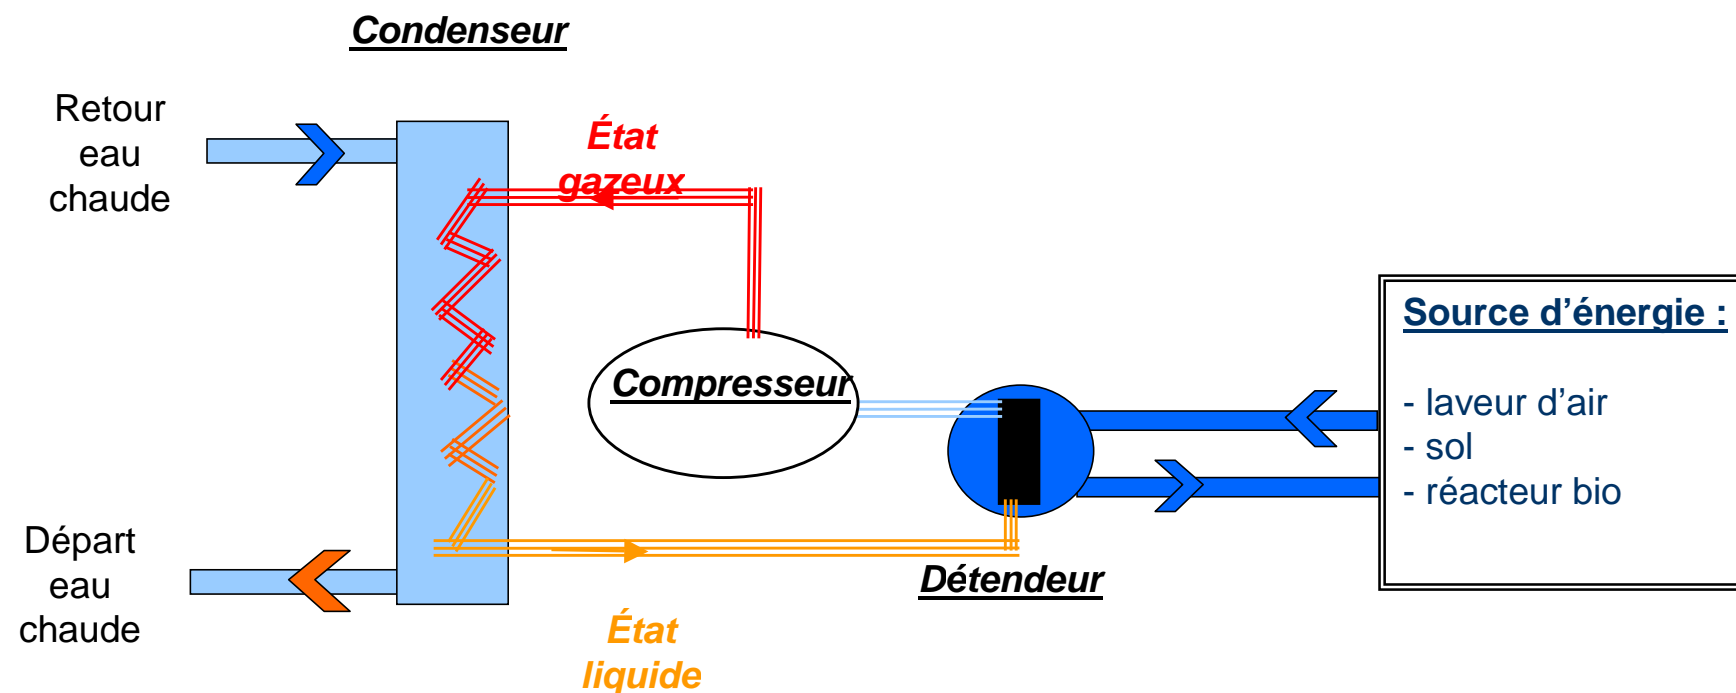 Condenseur
Retour
eau
chaude
État
gazeux
Compresseur
Source d’énergie :
- laveur d’air
- sol
- réacteur bio
Départ
eau
chaude
Détendeur
État
liquide